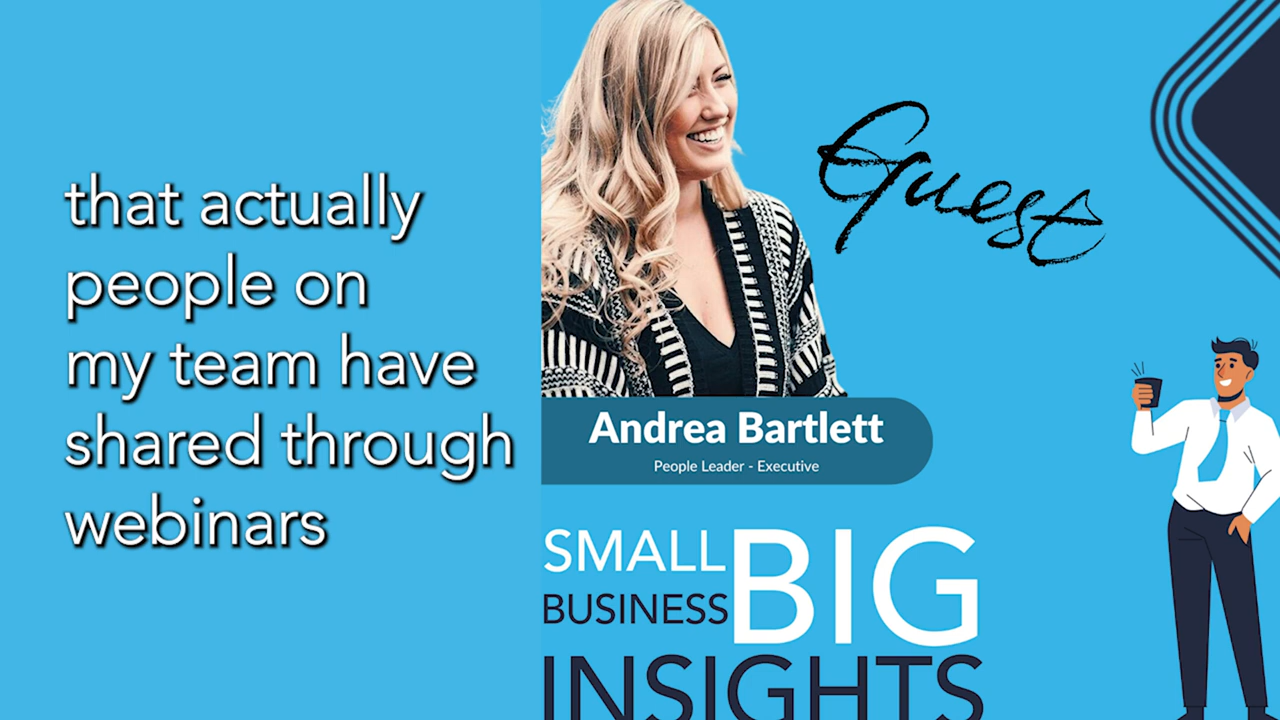 that actually
people on
my team have
shared through
webinars
Guest
Andrea Bartlett
People Leader - Executive
SMALL
BUSINESS
BIG
INSIGHTS